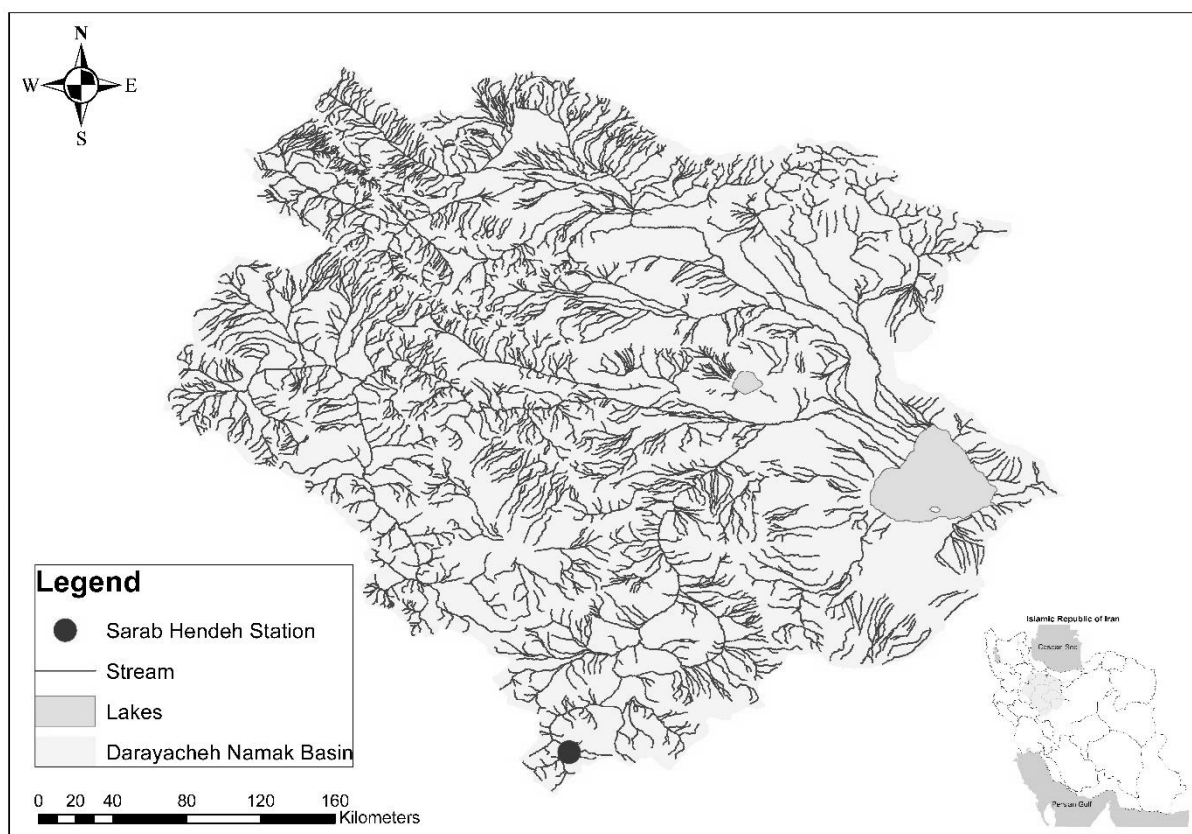 N
W E
S
Legend
Sarab Hendeh Station
Stream
Lakes
Darayacheh Namak Basin
0 20 40 80 120 160
Kilometers
Islamic Republic of Iran
Caspian Sea
Persian Gulf